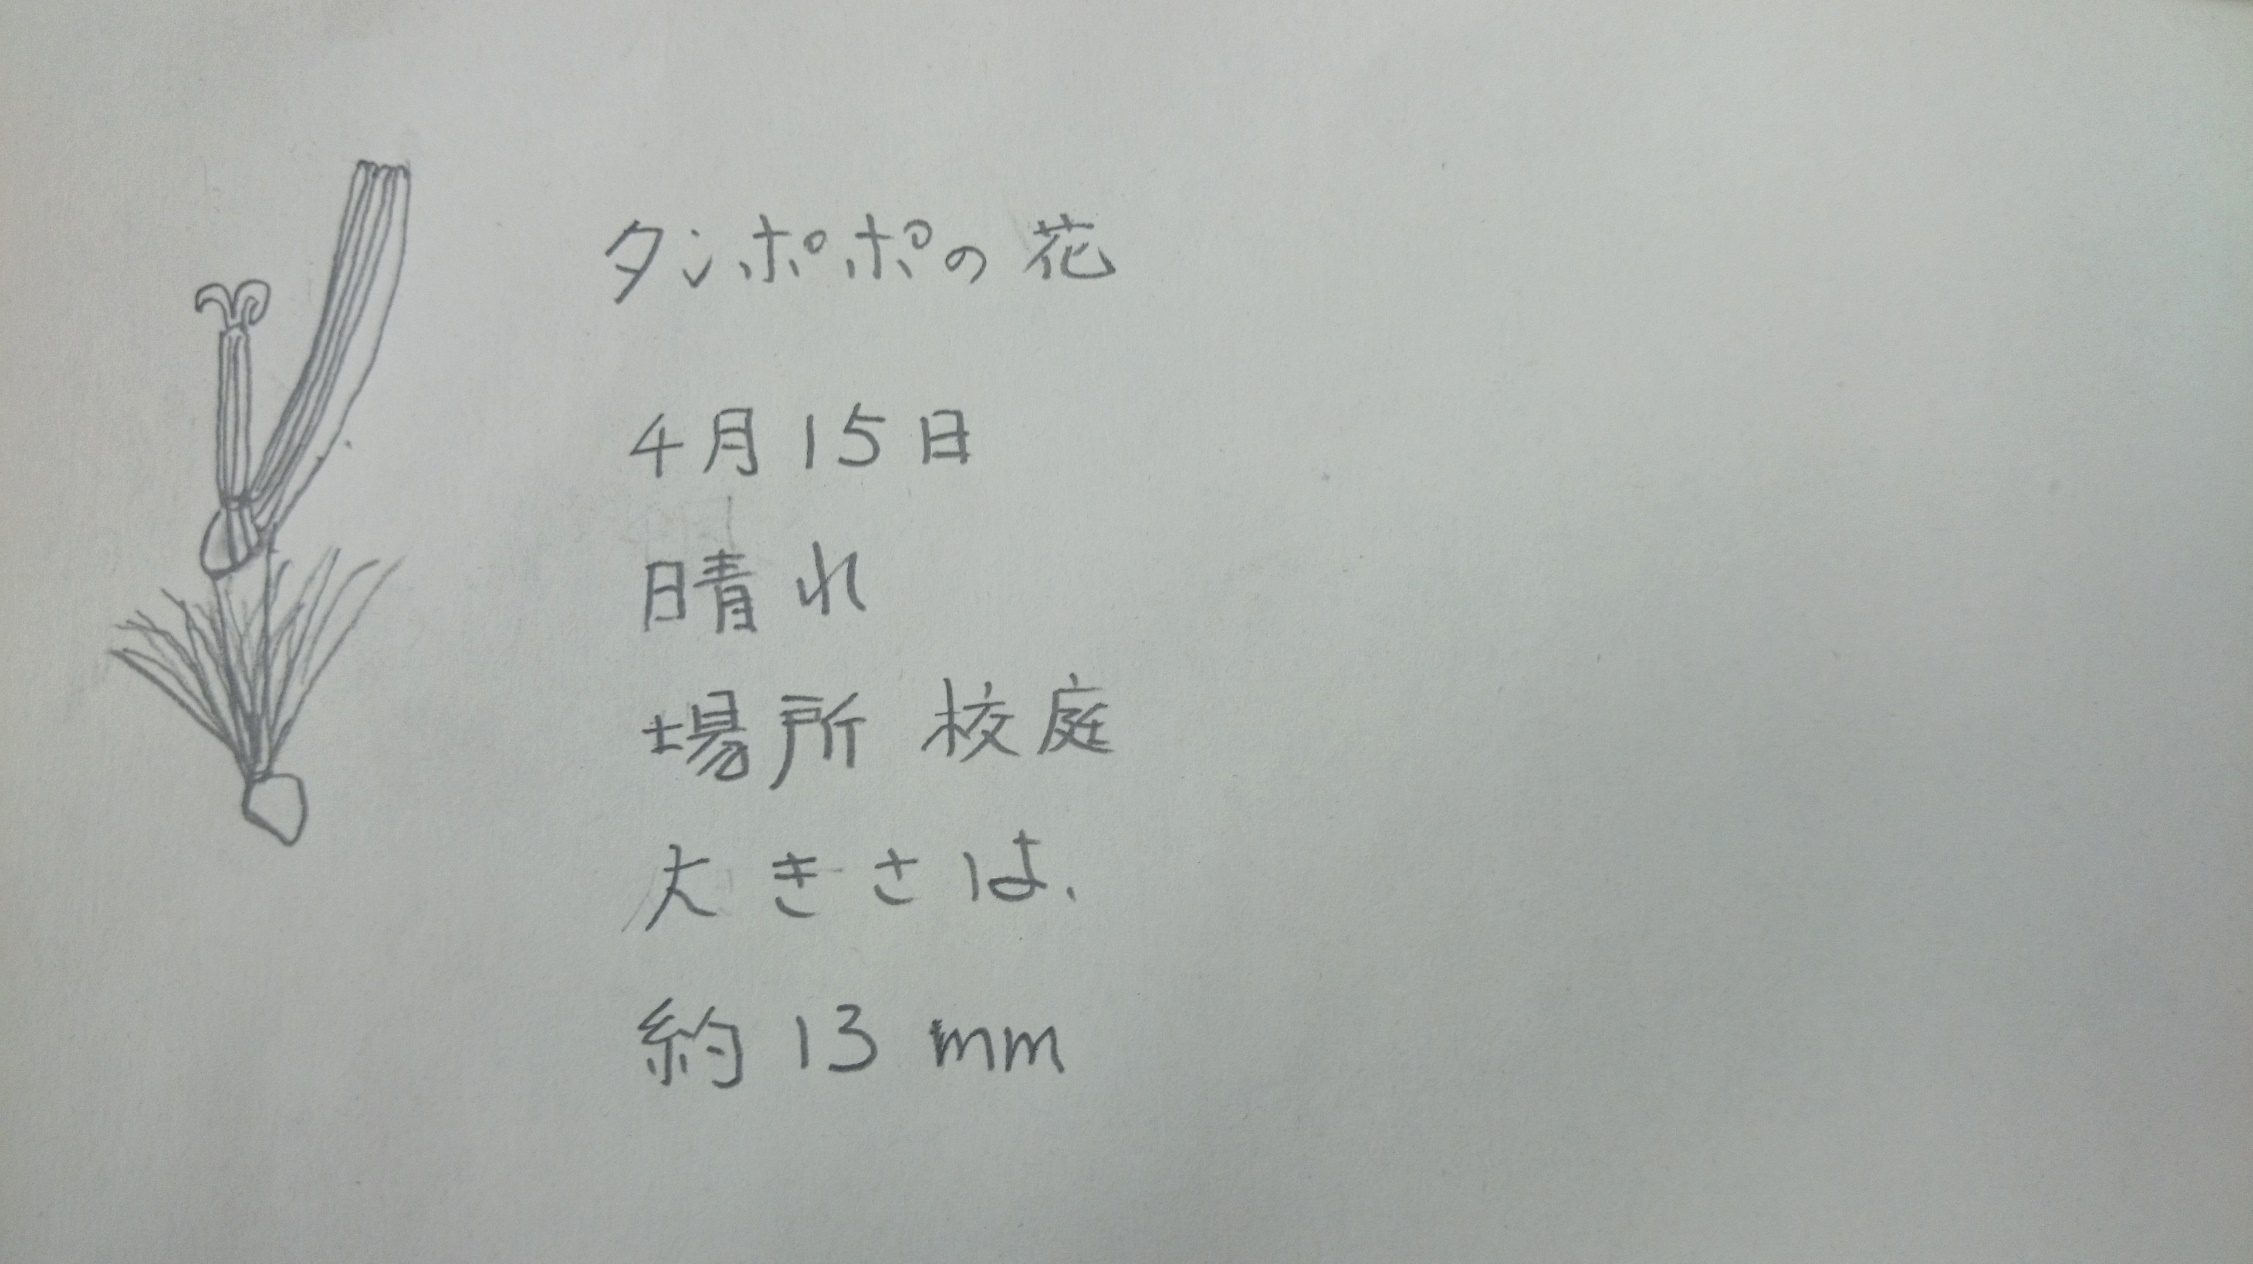 タンポポの花
4月15日
晴れ
場所 校庭
大きさは、
約13mm